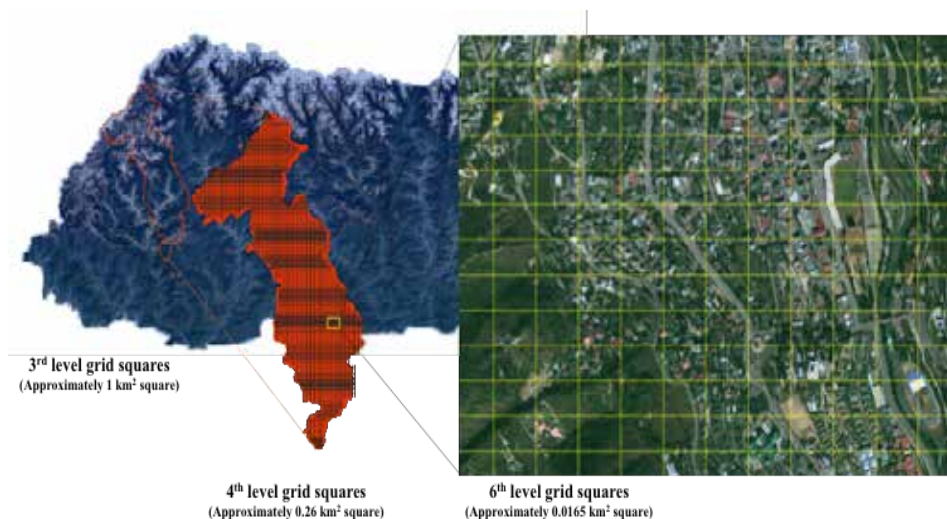 3rd level grid squares
(Approximately 1 km² square)
4th level grid squares
(Approximately 0.26 km² square)
6th level grid squares
(Approximately 0.0165 km² square)